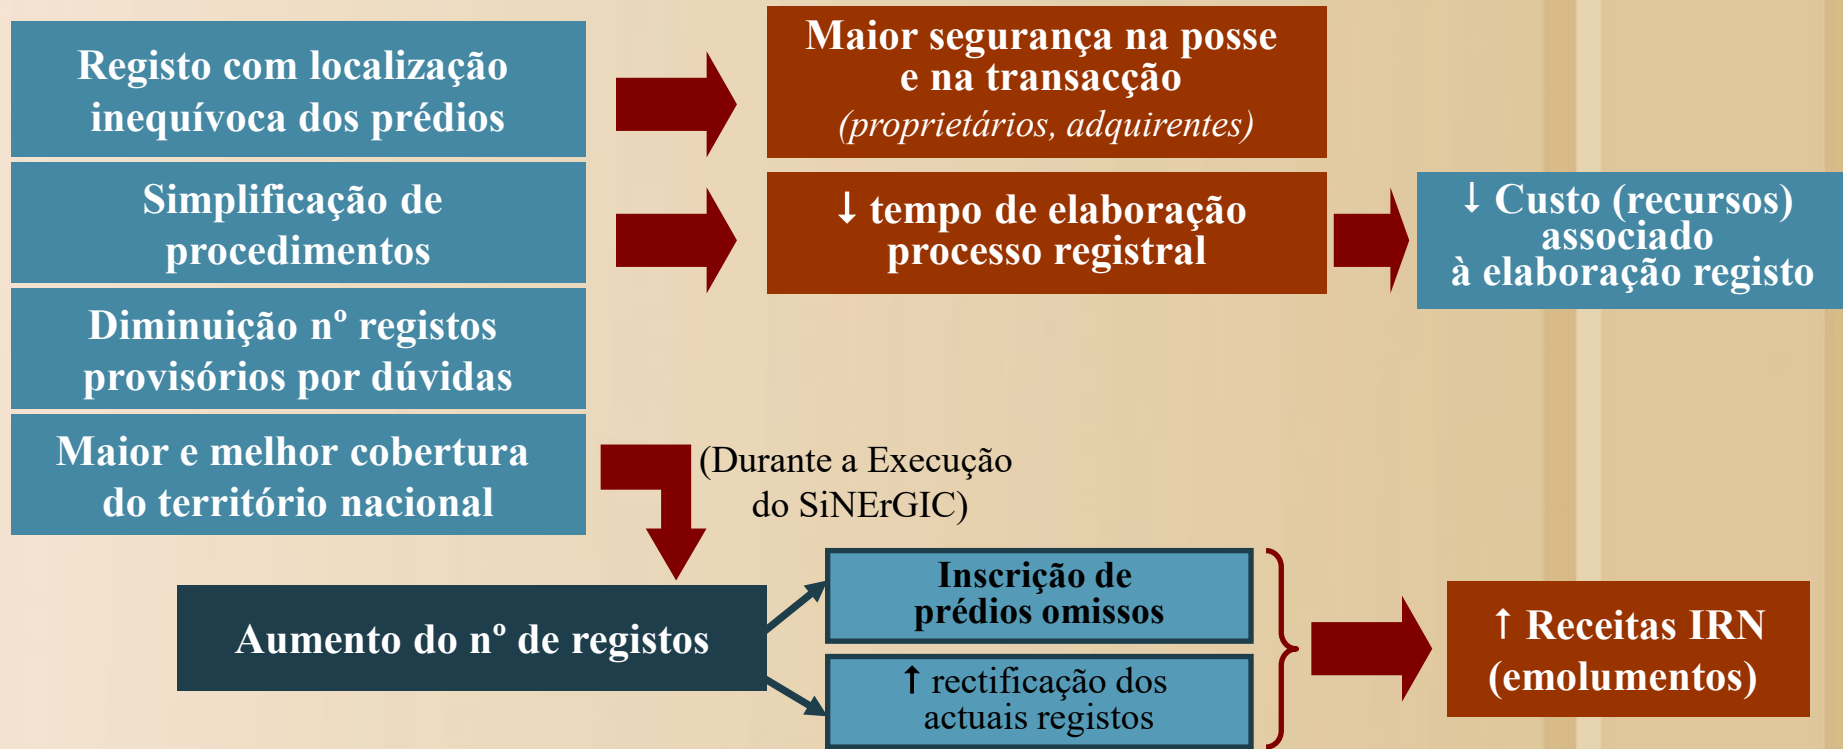 Registo com localização
inequívoca dos prédios
Maior segurança na posse
e na transacção
(proprietários, adquirentes)
Simplificação de
procedimentos
↓ tempo de elaboração
processo registral
↓ Custo (recursos)
associado
à elaboração registo
Diminuição nº registos
provisórios por dúvidas
Maior e melhor cobertura
do território nacional
(Durante a Execução
do SiNErGIC)
Aumento do nº de registos
Inscrição de
prédios omissos
↑ rectificação dos
actuais registos
↑ Receitas IRN
(emolumentos)